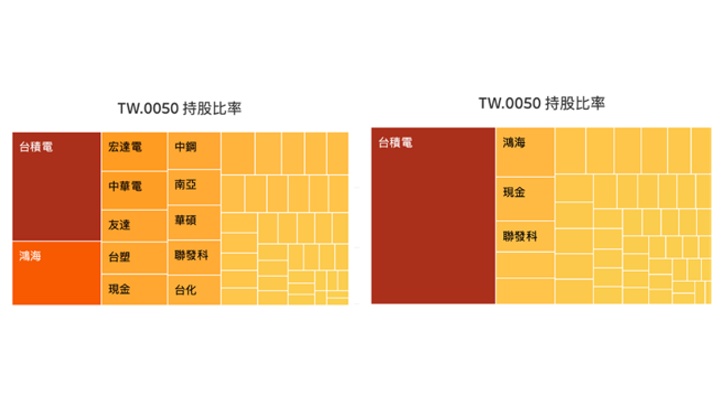 TW.0050 持股比率
台積電
鴻海
宏達電
中華電
友達
台塑
現金
中鋼
南亞
華碩
聯發科
台化
TW.0050 持股比率
台積電
鴻海
現金
聯發科